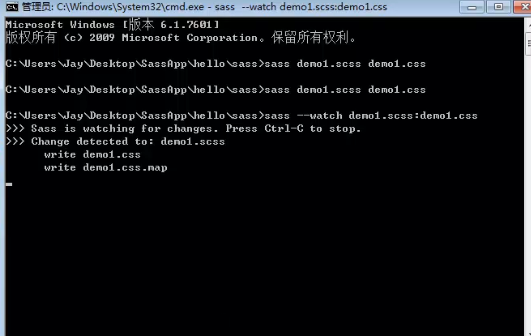 管理员: C:\Windows\System32\cmd.exe - sass  --watch demo1.scss:demo1.css
Microsoft Windows [版本 6.1.7601]
版权所有 (c) 2009 Microsoft Corporation。保留所有权利。
C:\Users\Jay\Desktop\SassApp\hello\sass>sass demo1.scss demo1.css
C:\Users\Jay\Desktop\SassApp\hello\sass>sass demo1.scss demo1.css
C:\Users\Jay\Desktop\SassApp\hello\sass>sass --watch demo1.scss:demo1.css
>>> Sass is watching for changes. Press Ctrl-C to stop.
>>> Change detected to: demo1.scss
write demo1.css
write demo1.css.map